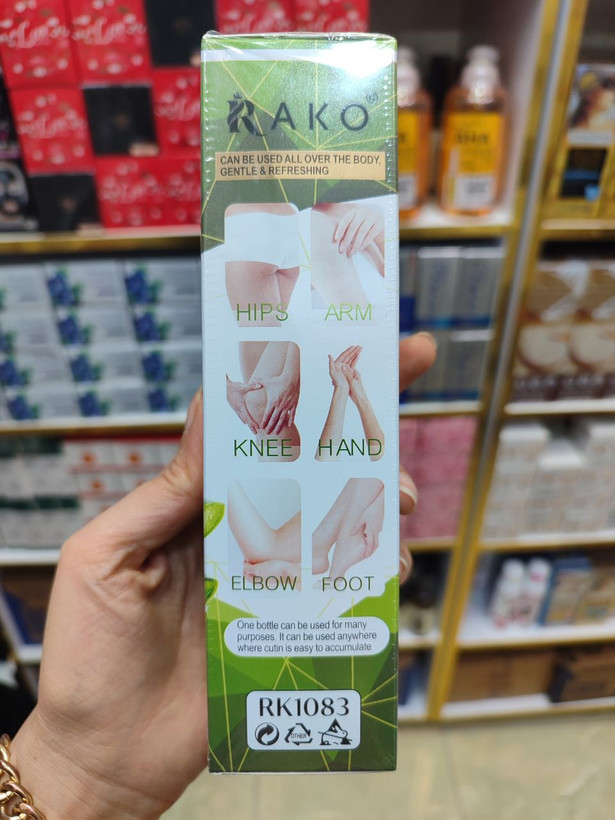 RAKO
CAN BE USED ALL OVER THE BODY,
GENTLE & REFRESHING
HIPS ARM
KNEE HAND
ELBOW FOOT
One bottle can be used for many
purposes. It can be used anywhere
where cutin is easy to accumulate
RK1083
OTHER